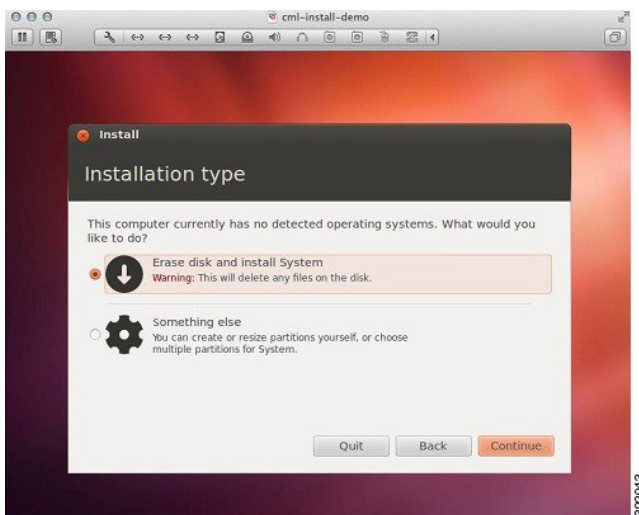 cml-install-demo
Install
Installation type
This computer currently has no detected operating systems. What would you
like to do?
Erase disk and install System
Warning: This will delete any files on the disk.
Something else
You can create or resize partitions yourself, or choose
multiple partitions for System.
Quit Back Continue